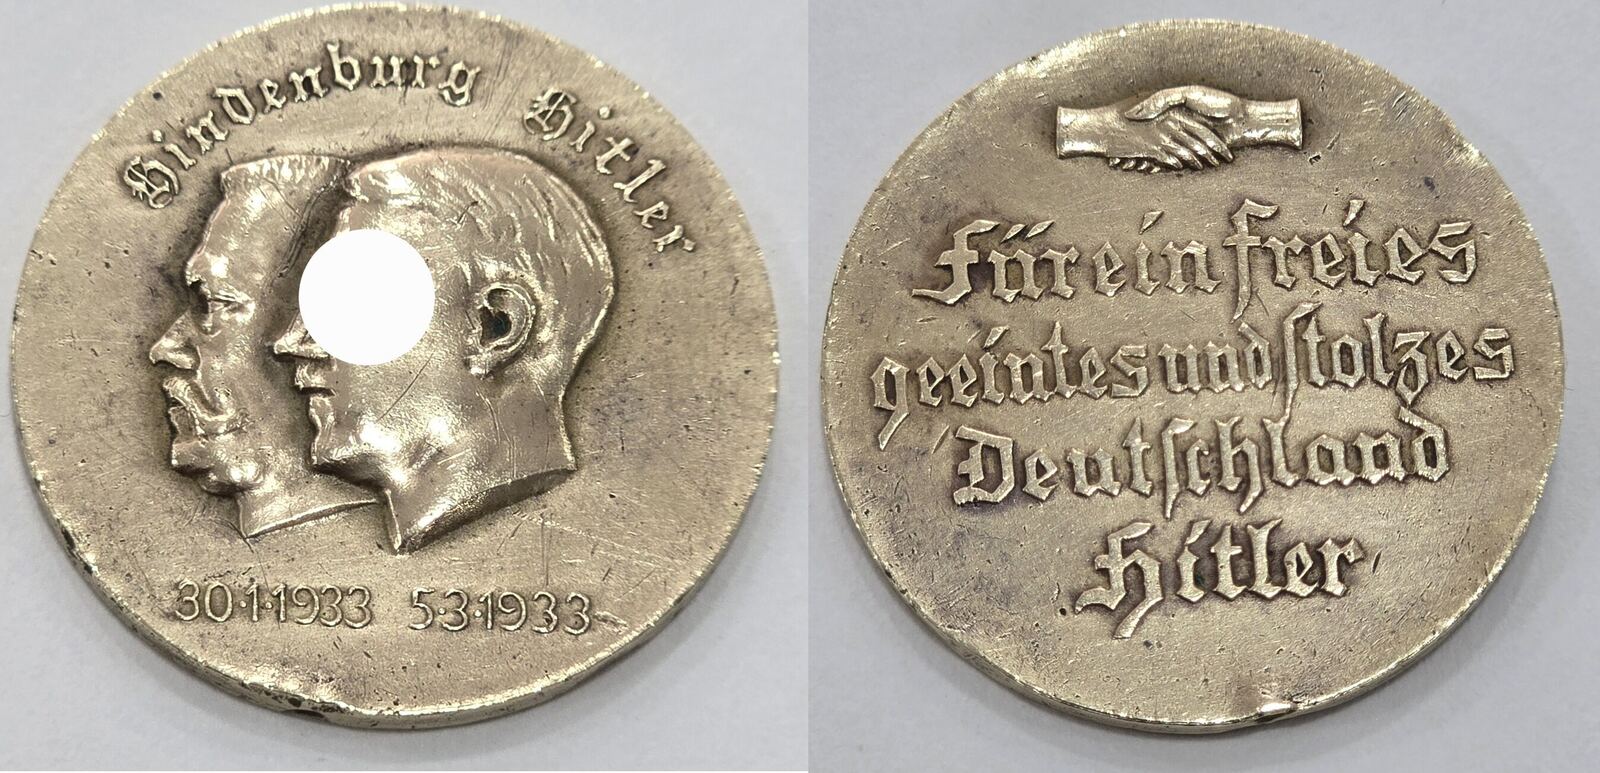 Hindenburg Hitler
30·1·1933 5·3·1933
Für ein freies
geeintes und ſtolzes
Deutſchland
Hitler